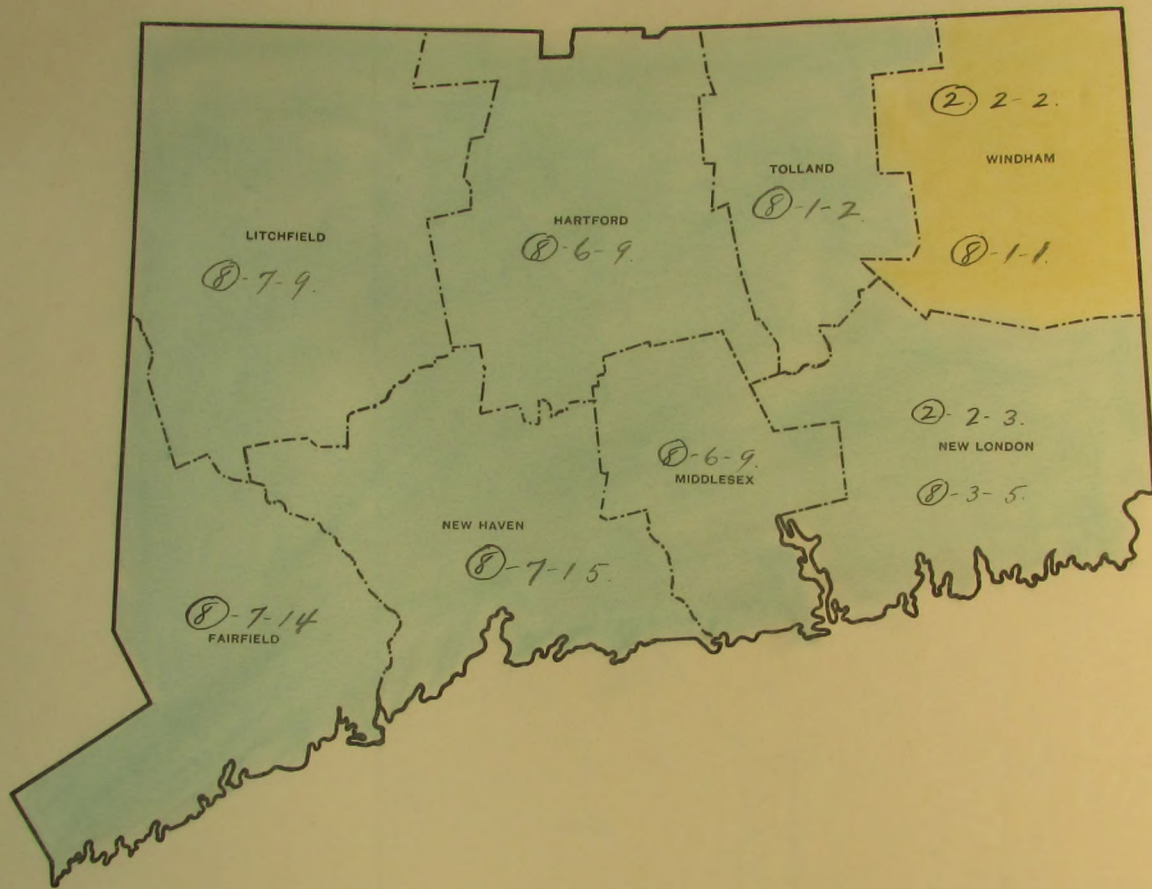 ② 2-2.
WINDHAM
⑧-1-1.
TOLLAND
⑧-1-2
HARTFORD
⑧-6-9.
LITCHFIELD
⑧-7-9.
②-2-3.
NEW LONDON
⑧-3-5.
⑧-6-9.
MIDDLESEX
NEW HAVEN
⑧-7-15.
⑧-7-14
FAIRFIELD